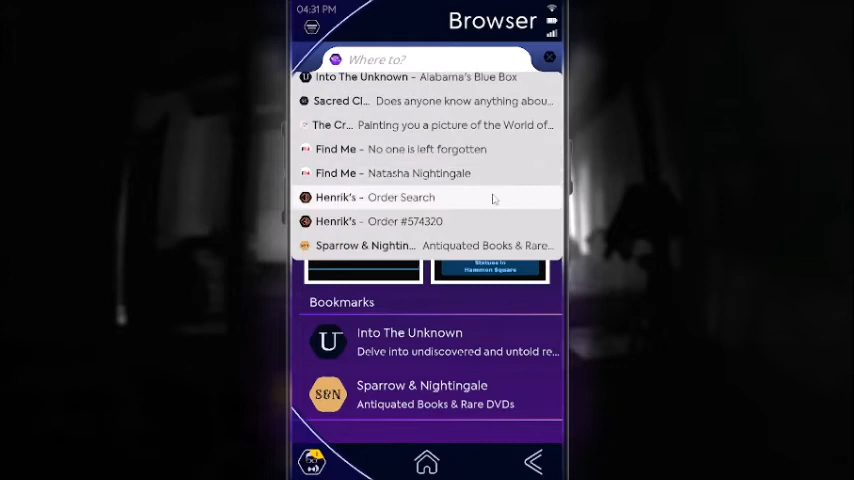 04:31 PM
Browser
Where to?
Into The Unknown - Alabama's Blue Box
Sacred Cl... Does anyone know anything abou...
The Cr... Painting you a picture of the World of...
Find Me - No one is left forgotten
Find Me - Natasha Nightingale
Henrik's - Order Search
Henrik's - Order #574320
Sparrow & Nightin... Antiquated Books & Rare...
Statues in
Hammon Square
Bookmarks
U
Into The Unknown
Delve into undiscovered and untold re...
S&N
Sparrow & Nightingale
Antiquated Books & Rare DVDs